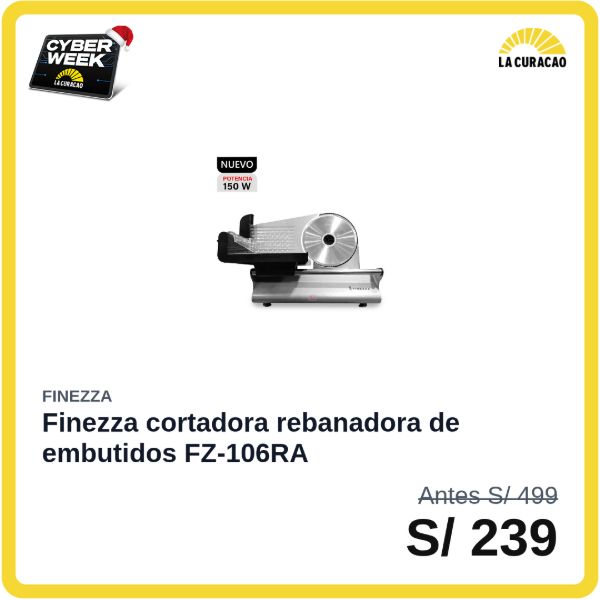 CYBER
WEEK
LA CURACAO
LA CURACAO
NUEVO
POTENCIA
150 W
FINEZZA
FINEZZA
Finezza cortadora rebanadora de
embutidos FZ-106RA
Antes S/ 499
S/ 239